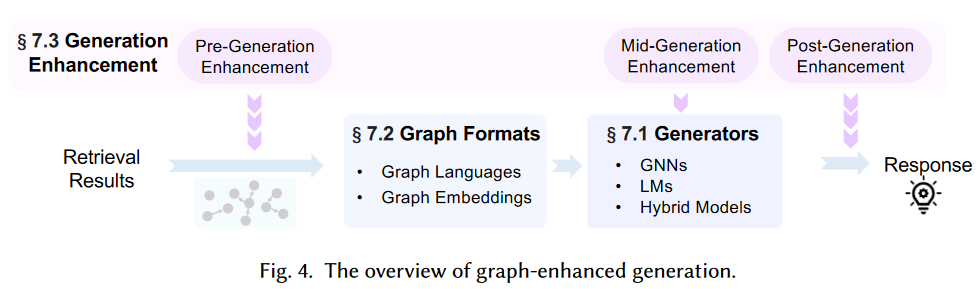 § 7.3 Generation
Enhancement
Pre-Generation
Enhancement
Mid-Generation
Enhancement
Post-Generation
Enhancement
Retrieval
Results
§ 7.2 Graph Formats
• Graph Languages
• Graph Embeddings
§ 7.1 Generators
• GNNs
• LMs
• Hybrid Models
Response
Fig. 4. The overview of graph-enhanced generation.